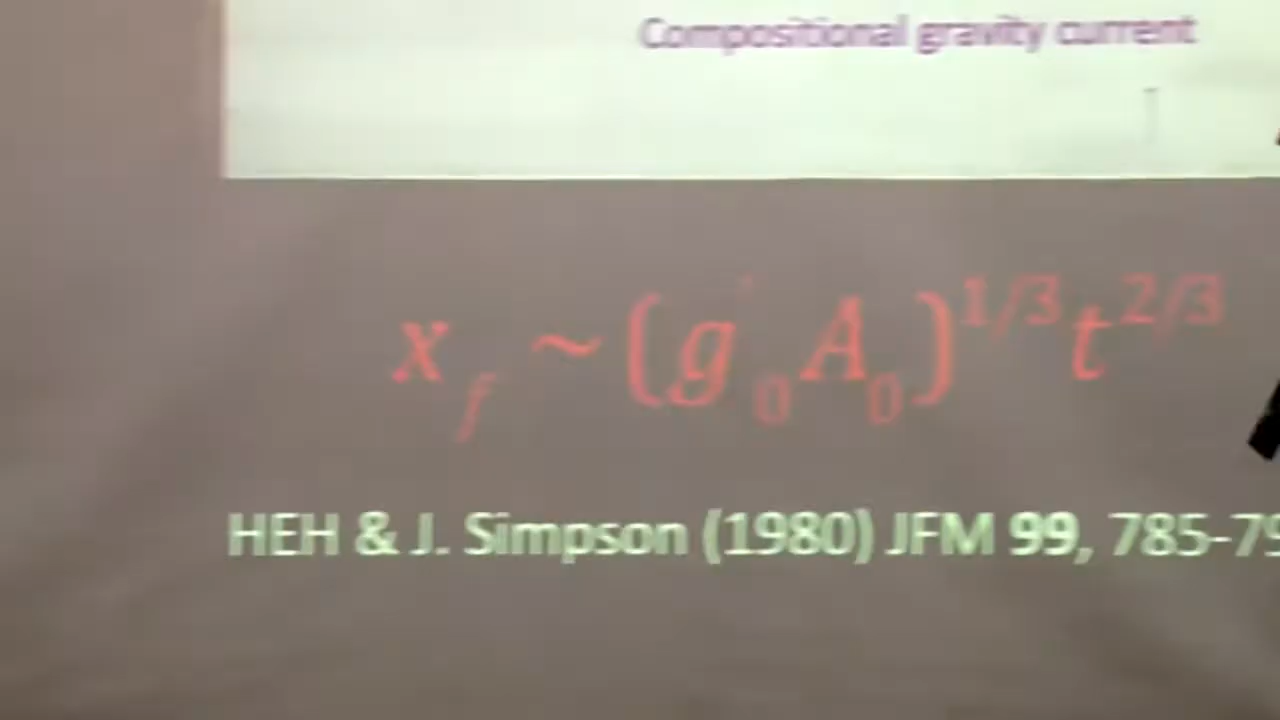 Compositional gravity current
x_f ~ (g'_0 A_0)^{1/3} t^{2/3}
HEH & J. Simpson (1980) JFM 99, 785-79